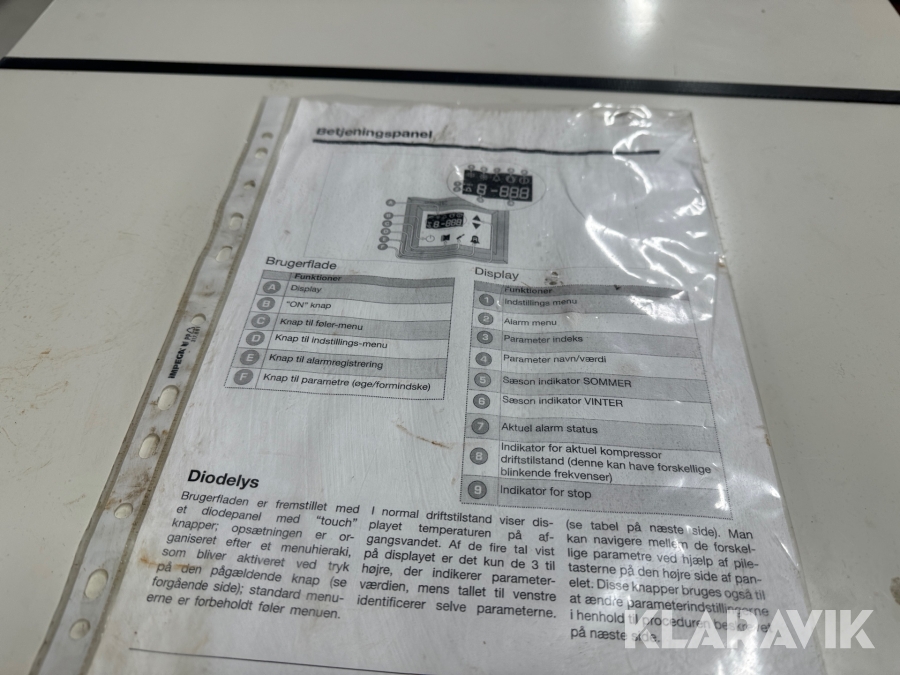 Betjeningspanel
8-888
8-888
Brugerflade
Funktioner
A Display
B "ON" knap
C Knap til føler-menu
D Knap til indstillings-menu
E Knap til alarmregistrering
F Knap til parametre (øge/formindske)
Display
Funktioner
1 Indstillings menu
2 Alarm menu
3 Parameter indeks
4 Parameter navn/værdi
5 Sæson indikator SOMMER
6 Sæson indikator VINTER
7 Aktuel alarm status
8 Indikator for aktuel kompressor
driftstilstand (denne kan have forskellige
blinkende frekvenser)
9 Indikator for stop
Diodelys
Brugerfladen er fremstillet med
et diodepanel med "touch"
knapper; opsætningen er or-
ganiseret efter et menuhieraki,
som bliver aktiveret ved tryk
på den pågældende knap (se
forgående side); standard menu-
erne er forbeholdt føler menuen.
I normal driftstilstand viser dis-
playet temperaturen på af-
gangsvandet. Af de fire tal vist
på displayet er det kun de 3 til
højre, der indikerer parameter-
værdien, mens tallet til venstre
identificerer selve parameterne.
(se tabel på næste side). Man
kan navigere mellem de forskel-
lige parametre ved hjælp af pile-
tasterne på den højre side af pan-
elet. Disse knapper bruges også til
at ændre parameterindstillingerne
i henhold til proceduren beskrevet
på næste side.
IMPEGA
KLARAVIK